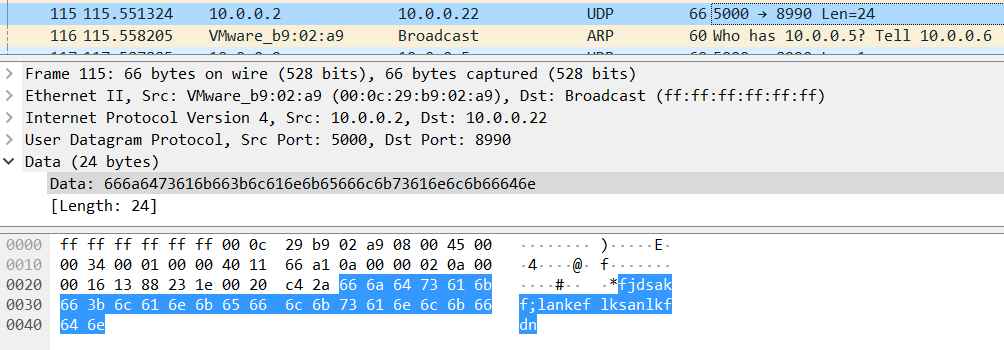 115 115.551324 10.0.0.2 10.0.0.22 UDP 66 5000 → 8990 Len=24
116 115.558205 VMware_b9:02:a9 Broadcast ARP 60 Who has 10.0.0.5? Tell 10.0.0.6
Frame 115: 66 bytes on wire (528 bits), 66 bytes captured (528 bits)
Ethernet II, Src: VMware_b9:02:a9 (00:0c:29:b9:02:a9), Dst: Broadcast (ff:ff:ff:ff:ff:ff)
Internet Protocol Version 4, Src: 10.0.0.2, Dst: 10.0.0.22
User Datagram Protocol, Src Port: 5000, Dst Port: 8990
Data (24 bytes)
Data: 666a6473616b663b6c616e6b65666c6b73616e6c6b66646e
[Length: 24]
0000 ff ff ff ff ff ff 00 0c 29 b9 02 a9 08 00 45 00 ········ )·····E·
0010 00 34 00 01 00 00 40 11 66 a1 0a 00 00 02 0a 00 ·4····@· f·······
0020 00 16 13 88 23 1e 00 20 c4 2a 66 6a 64 73 61 6b ····#·· ·*fjdsak
0030 66 3b 6c 61 6e 6b 65 66 6c 6b 73 61 6e 6c 6b 66 f;lankef lksanlkf
0040 64 6e dn